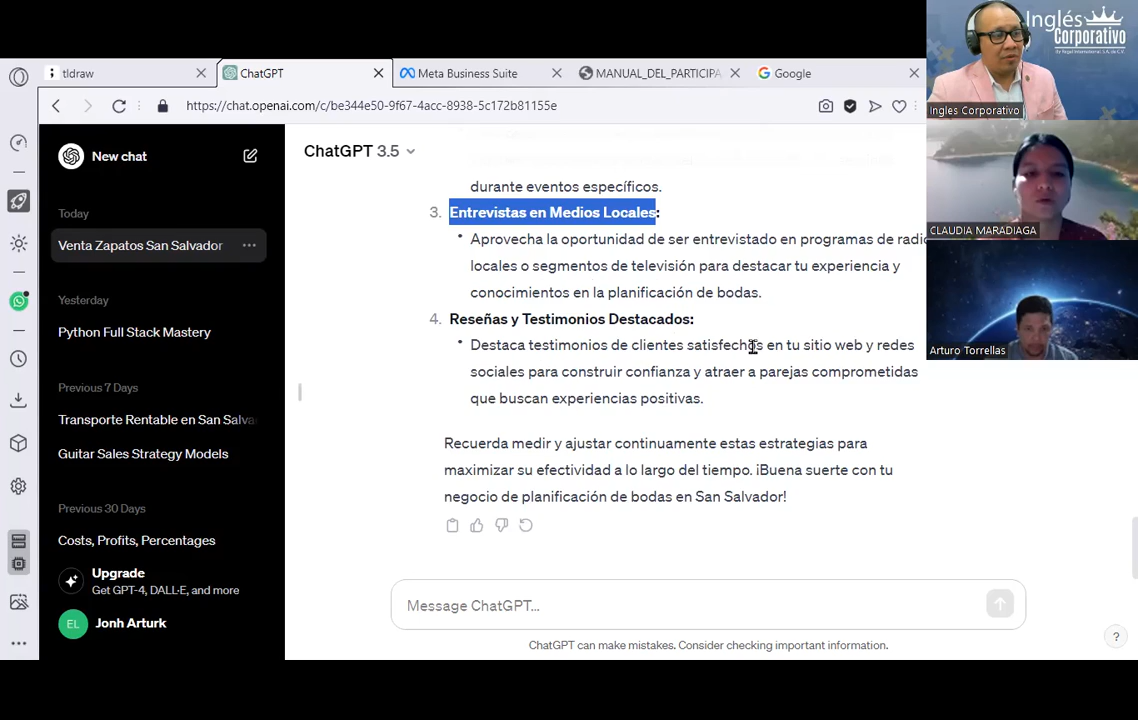 Inglés
Corporativo
By Regal International, S.A. de C.V.
tldraw
ChatGPT
Meta Business Suite
MANUAL_DEL_PARTICIPA
Google
https://chat.openai.com/c/be344e50-9f67-4acc-8938-5c172b81155e
Ingles Corporativo
New chat
ChatGPT 3.5
Today
Venta Zapatos San Salvador
Yesterday
Python Full Stack Mastery
Previous 7 Days
Transporte Rentable en San Salva
Guitar Sales Strategy Models
Previous 30 Days
Costs, Profits, Percentages
Upgrade
Get GPT-4, DALL·E, and more
EL
Jonh Arturk
durante eventos específicos.
3. Entrevistas en Medios Locales:
• Aprovecha la oportunidad de ser entrevistado en programas de radio
locales o segmentos de televisión para destacar tu experiencia y
conocimientos en la planificación de bodas.
4. Reseñas y Testimonios Destacados:
• Destaca testimonios de clientes satisfechos en tu sitio web y redes
sociales para construir confianza y atraer a parejas comprometidas
que buscan experiencias positivas.
Recuerda medir y ajustar continuamente estas estrategias para
maximizar su efectividad a lo largo del tiempo. ¡Buena suerte con tu
negocio de planificación de bodas en San Salvador!
Message ChatGPT...
ChatGPT can make mistakes. Consider checking important information.
?
CLAUDIA MARADIAGA
Arturo Torrellas